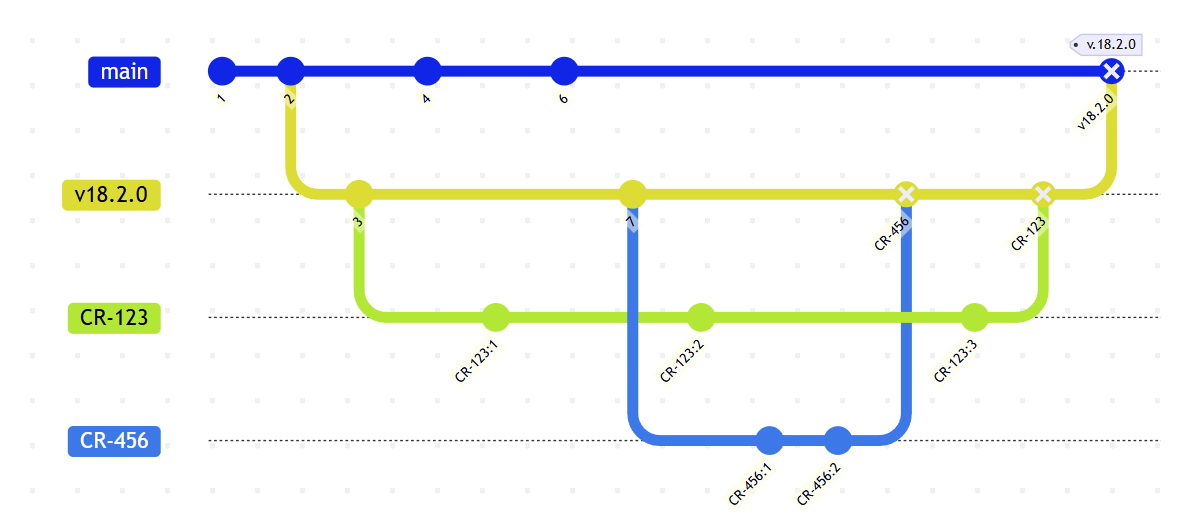 v.18.2.0
main
1
2
4
6
v18.2.0
v18.2.0
3
7
CR-456
CR-123
CR-123
CR-123:1
CR-123:2
CR-123:3
CR-456
CR-456:1
CR-456:2